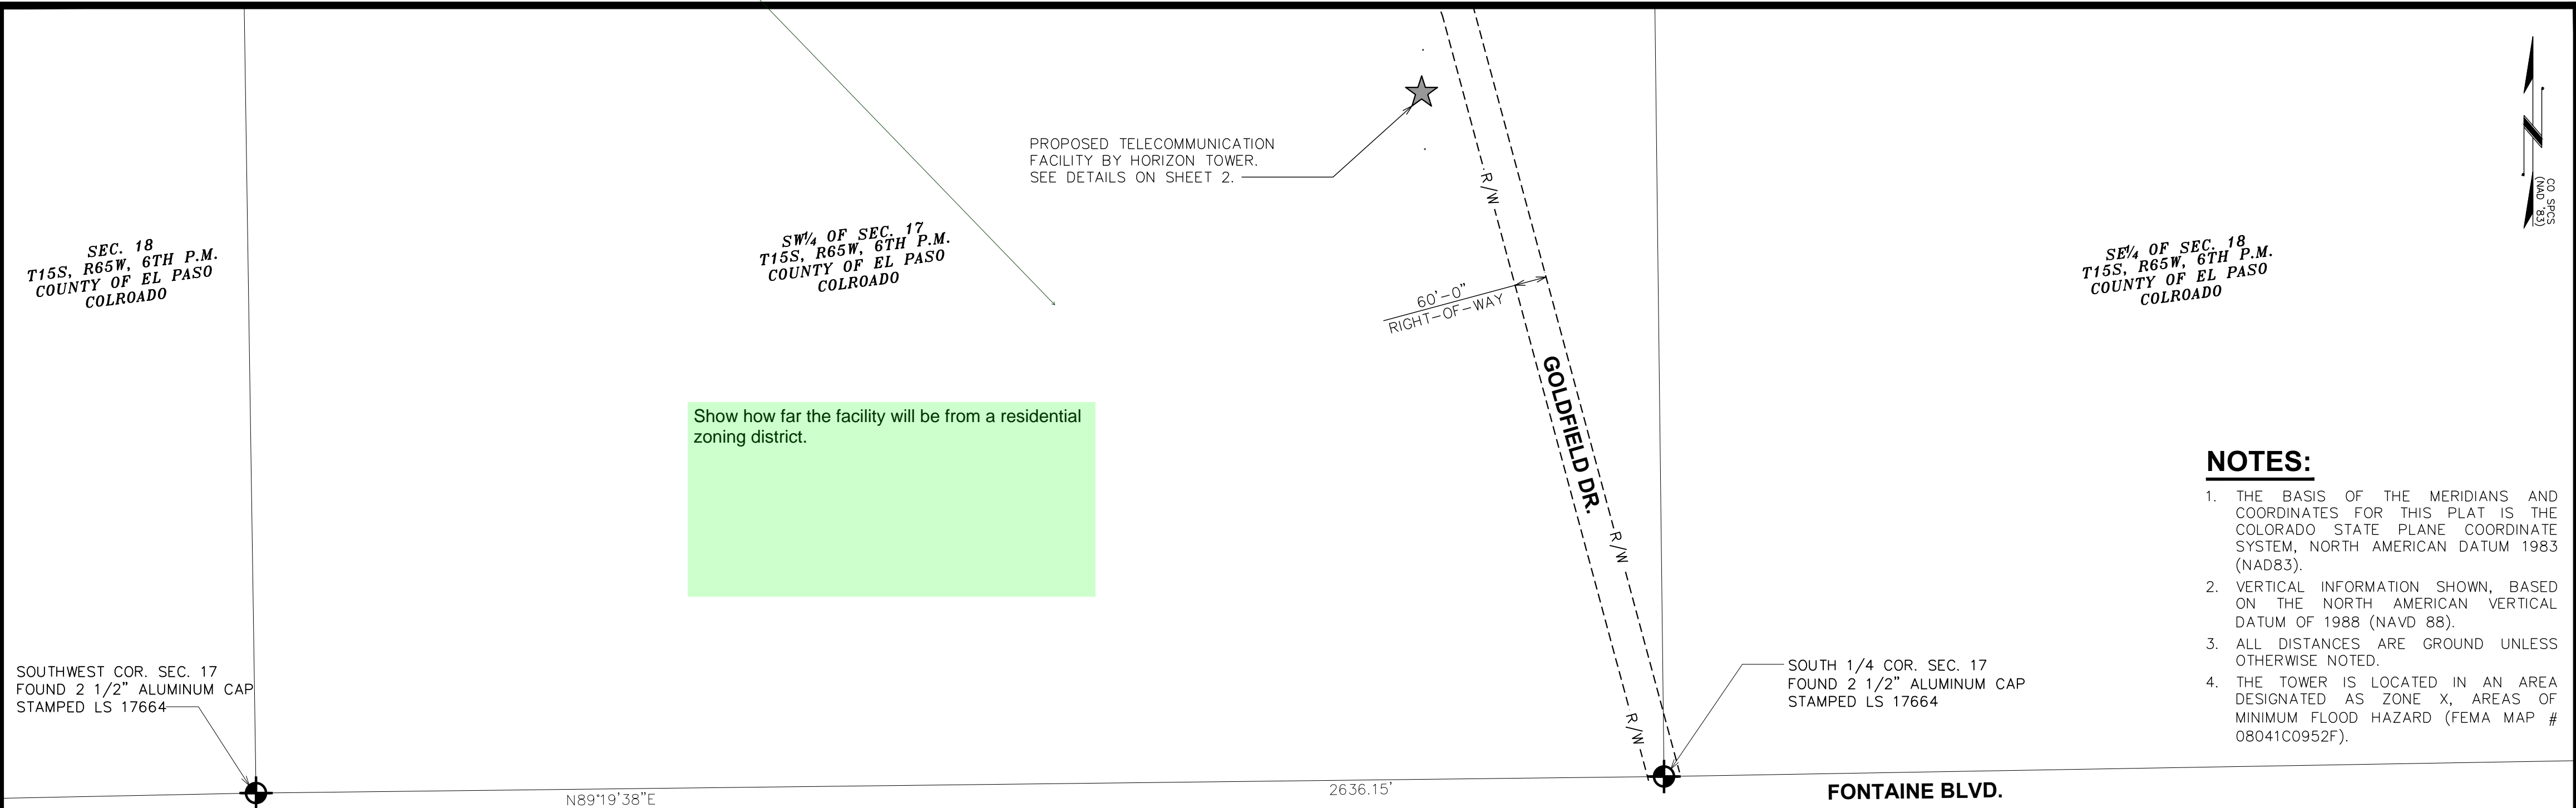 PROPOSED TELECOMMUNICATION
FACILITY BY HORIZON TOWER.
SEE DETAILS ON SHEET 2.
CO SPCS
(NAD '83)
SEC. 18
T15S, R65W, 6TH P.M.
COUNTY OF EL PASO
COLROADO
SW¼ OF SEC. 17
T15S, R65W, 6TH P.M.
COUNTY OF EL PASO
COLROADO
R/W
60'-0"
RIGHT-OF-WAY
SE¼ OF SEC. 18
T15S, R65W, 6TH P.M.
COUNTY OF EL PASO
COLROADO
Show how far the facility will be from a residential
zoning district.
GOLDFIELD DR.
R/W
R/W
NOTES:
1. THE BASIS OF THE MERIDIANS AND
COORDINATES FOR THIS PLAT IS THE
COLORADO STATE PLANE COORDINATE
SYSTEM, NORTH AMERICAN DATUM 1983
(NAD83).
2. VERTICAL INFORMATION SHOWN, BASED
ON THE NORTH AMERICAN VERTICAL
DATUM OF 1988 (NAVD 88).
3. ALL DISTANCES ARE GROUND UNLESS
OTHERWISE NOTED.
4. THE TOWER IS LOCATED IN AN AREA
DESIGNATED AS ZONE X, AREAS OF
MINIMUM FLOOD HAZARD (FEMA MAP #
08041C0952F).
SOUTHWEST COR. SEC. 17
FOUND 2 1/2" ALUMINUM CAP
STAMPED LS 17664
SOUTH 1/4 COR. SEC. 17
FOUND 2 1/2" ALUMINUM CAP
STAMPED LS 17664
N89°19'38"E
2636.15'
FONTAINE BLVD.